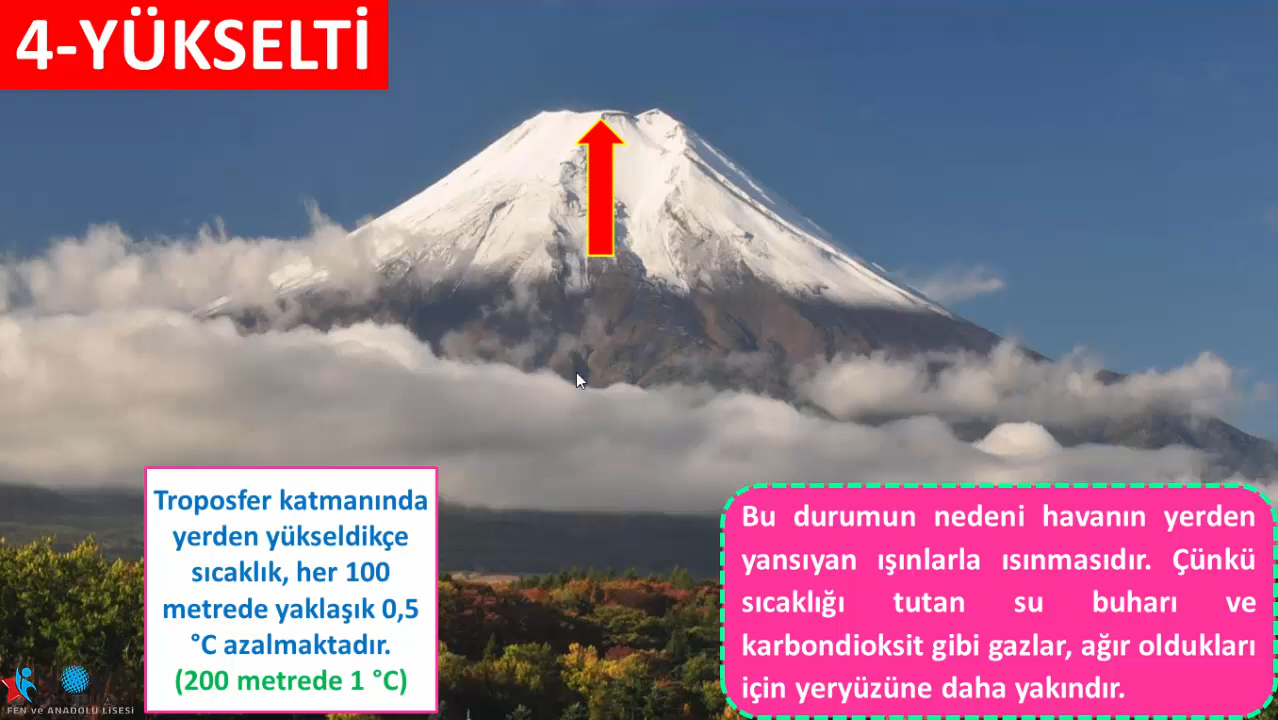 4-YÜKSELTİ
Troposfer katmanında
yerden yükseldikçe
sıcaklık, her 100
metrede yaklaşık 0,5
°C azalmaktadır.
(200 metrede 1 °C)
Bu durumun nedeni havanın yerden
yansıyan ışınlarla ısınmasıdır. Çünkü
sıcaklığı tutan su buharı ve
karbondioksit gibi gazlar, ağır oldukları
için yeryüzüne daha yakındır.
FEN ve ANADOLU LİSESİ